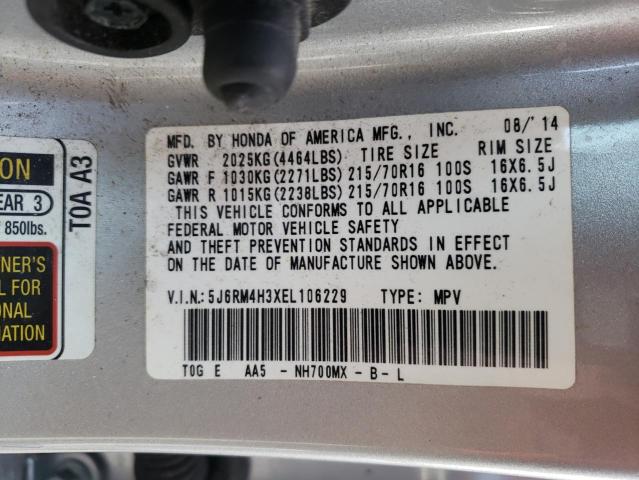 ON
EAR 3
850lbs.
NER'S
L FOR
ONAL
MATION
TOA A3
MFD. BY HONDA OF AMERICA MFG., INC. 08/'14
GVWR 2025KG(4464LBS) TIRE SIZE RIM SIZE
GAWR F 1030KG(2271LBS) 215/70R16 100S 16X6.5J
GAWR R 1015KG(2238LBS) 215/70R16 100S 16X6.5J
THIS VEHICLE CONFORMS TO ALL APPLICABLE
FEDERAL MOTOR VEHICLE SAFETY
AND THEFT PREVENTION STANDARDS IN EFFECT
ON THE DATE OF MANUFACTURE SHOWN ABOVE.
V.I.N.:5J6RM4H3XEL106229 TYPE: MPV
TOG E AA5 - NH700MX - B - L